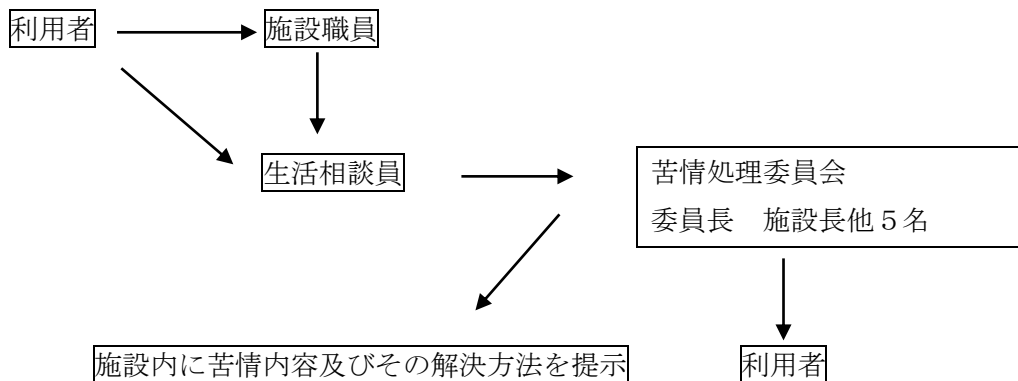 利用者
施設職員
生活相談員
苦情処理委員会
委員長　施設長他５名
施設内に苦情内容及びその解決方法を提示
利用者